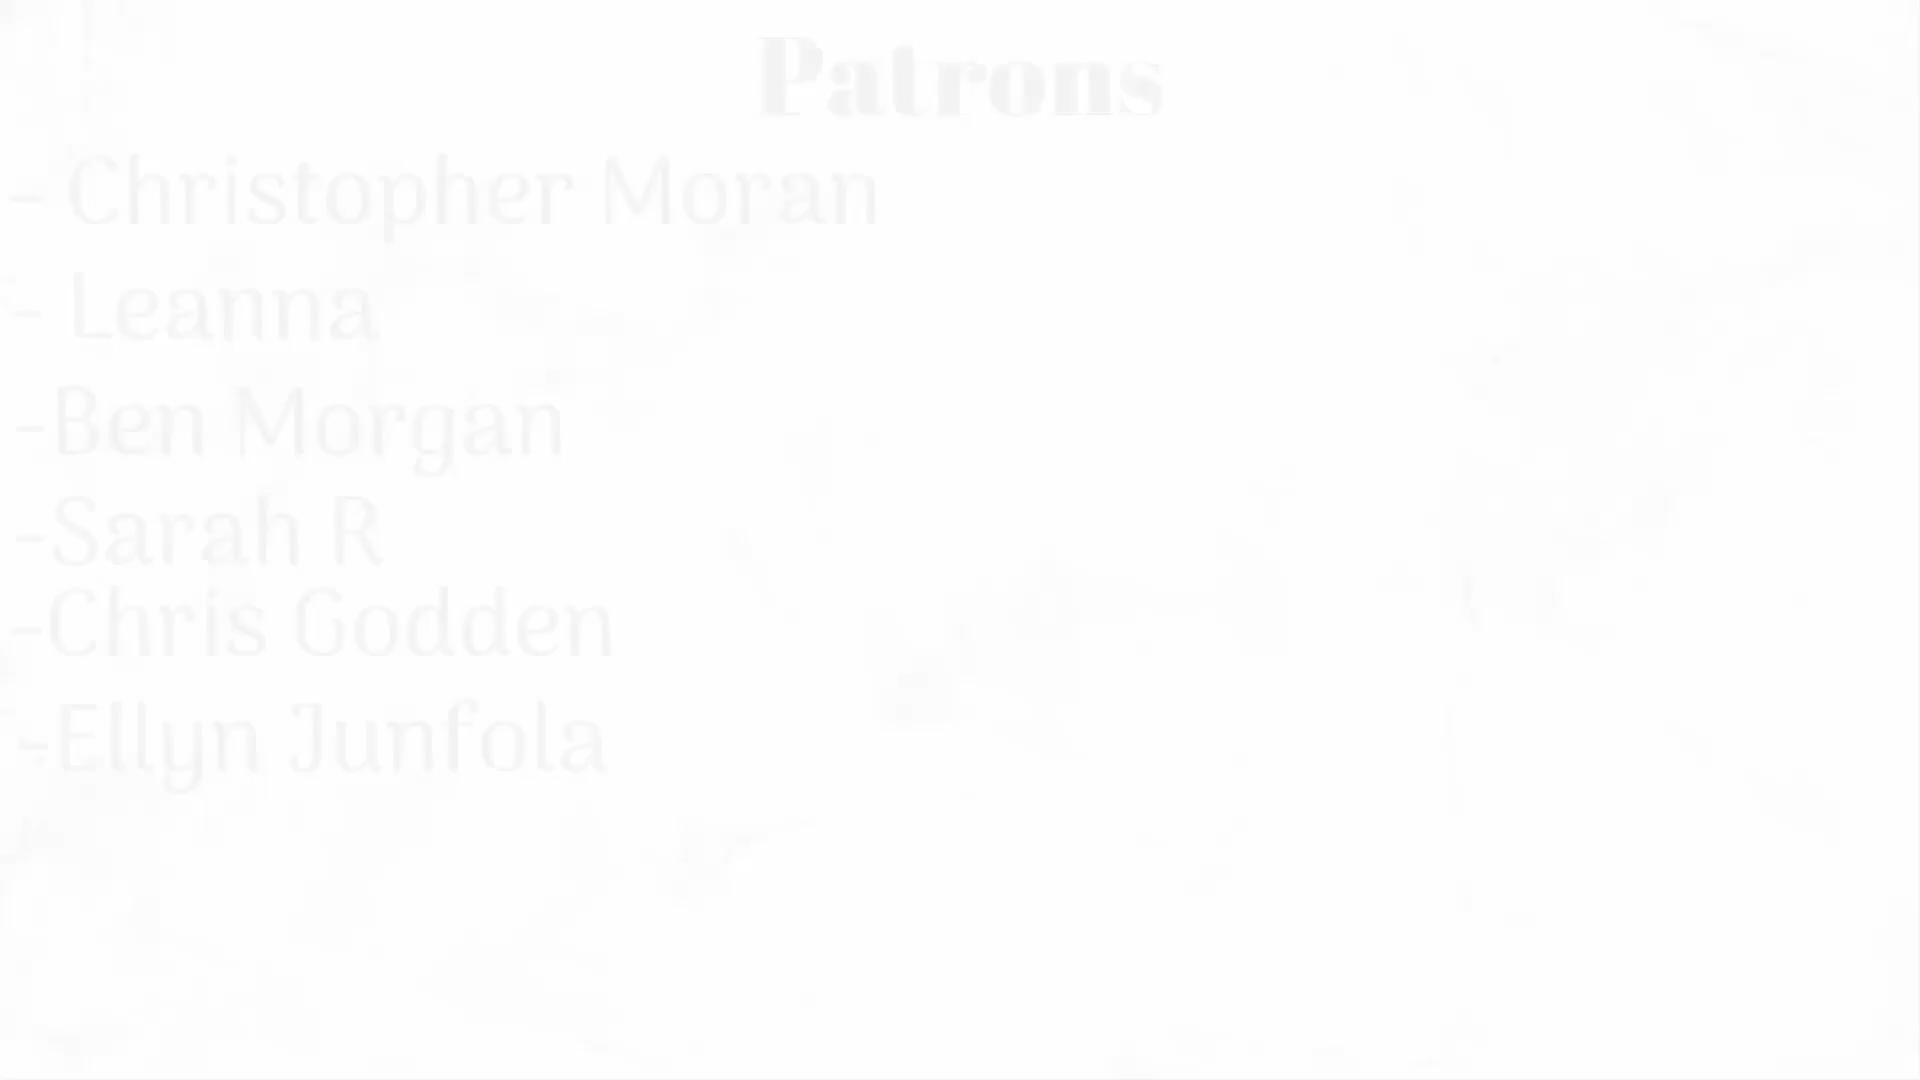 Patrons
- Christopher Moran
- Leanna
-Ben Morgan
-Sarah R
-Chris Godden
-Ellyn Junfola